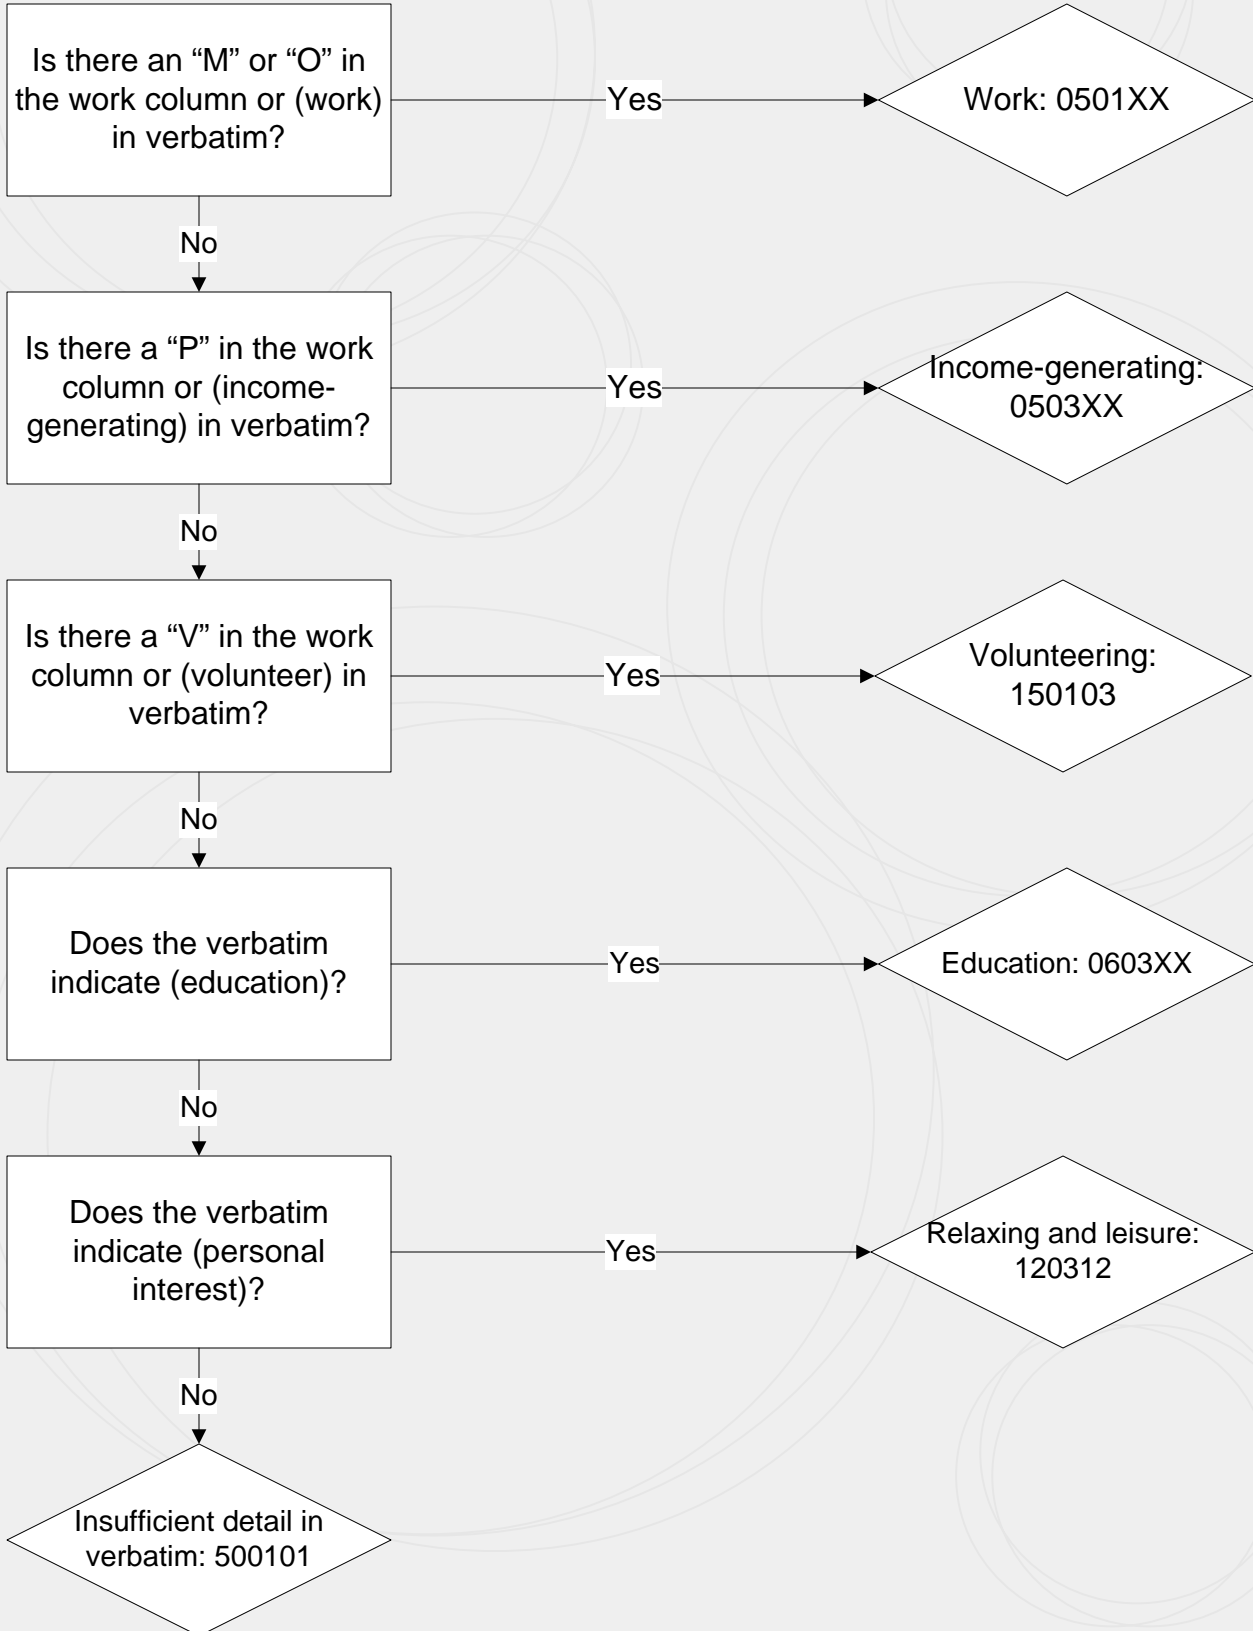 Is there an “M” or “O” in
the work column or (work)
in verbatim?
Yes
Work: 0501XX
No
Is there a “P” in the work
column or (income-
generating) in verbatim?
Yes
Income-generating:
0503XX
No
Is there a “V” in the work
column or (volunteer) in
verbatim?
Yes
Volunteering:
150103
No
Does the verbatim
indicate (education)?
Yes
Education: 0603XX
No
Does the verbatim
indicate (personal
interest)?
Yes
Relaxing and leisure:
120312
No
Insufficient detail in
verbatim: 500101